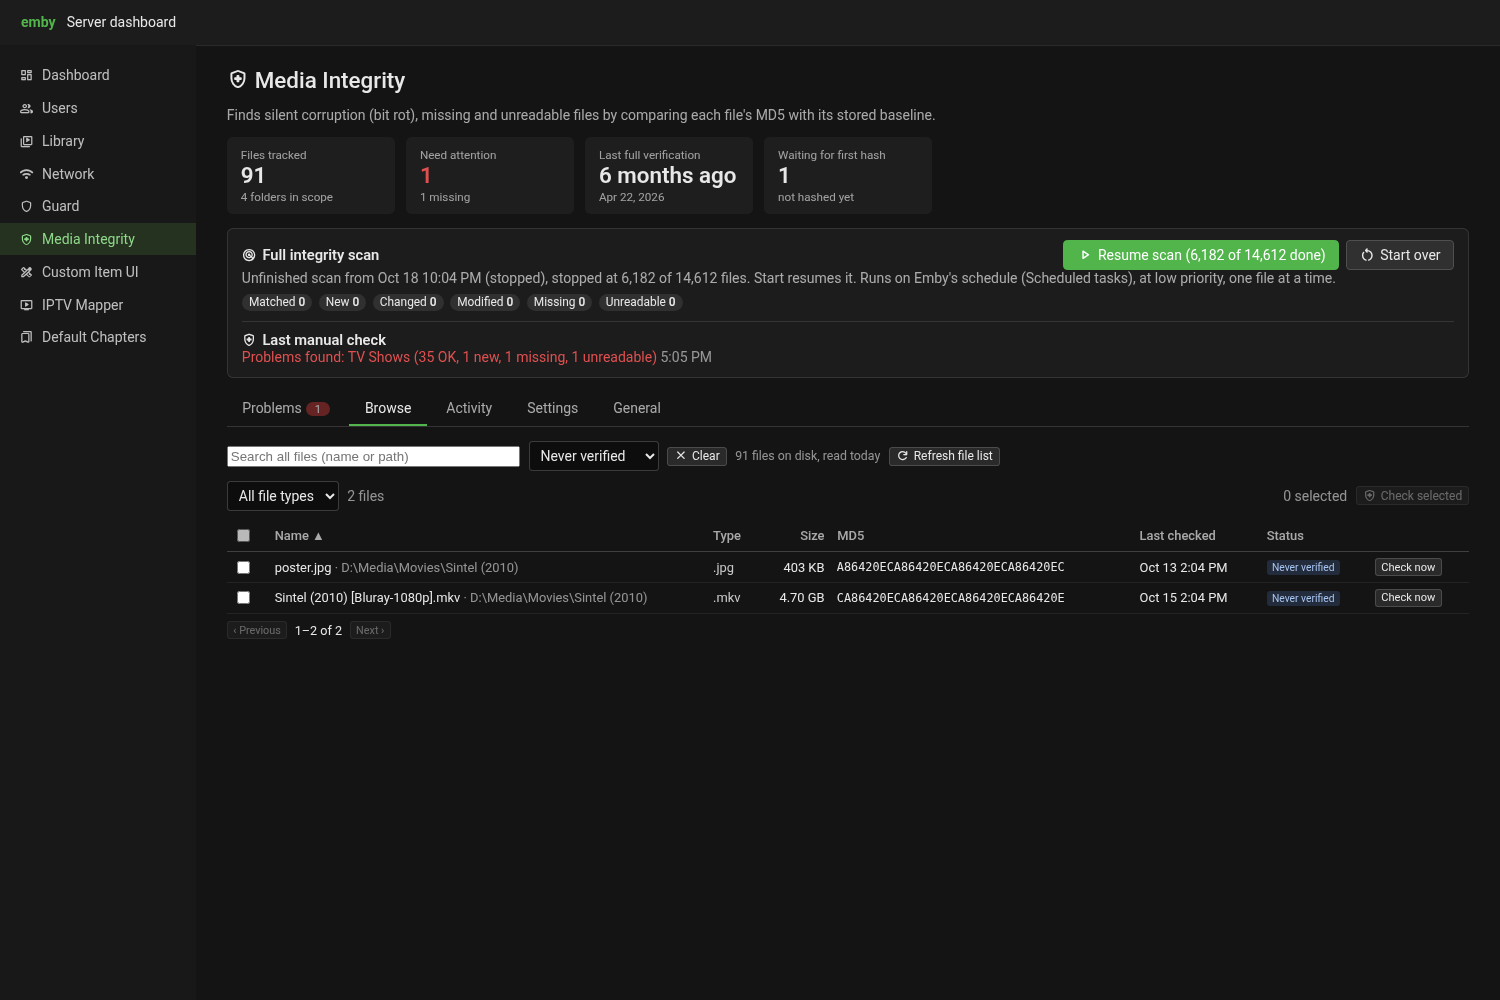 emby Server dashboard
Dashboard
Users
Library
Network
Guard
Media Integrity
Custom Item UI
IPTV Mapper
Default Chapters
Media Integrity
Finds silent corruption (bit rot), missing and unreadable files by comparing each file's MD5 with its stored baseline.
Files tracked
91
4 folders in scope
Need attention
1
1 missing
Last full verification
6 months ago
Apr 22, 2026
Waiting for first hash
1
not hashed yet
Full integrity scan
Resume scan (6,182 of 14,612 done) Start over
Unfinished scan from Oct 18 10:04 PM (stopped), stopped at 6,182 of 14,612 files. Start resumes it. Runs on Emby's schedule (Scheduled tasks), at low priority, one file at a time.
Matched 0 New 0 Changed 0 Modified 0 Missing 0 Unreadable 0
Last manual check
Problems found: TV Shows (35 OK, 1 new, 1 missing, 1 unreadable) 5:05 PM
Problems 1 Browse Activity Settings General
Search all files (name or path) Never verified Clear 91 files on disk, read today Refresh file list
All file types 2 files 0 selected Check selected
Name ▲ Type Size MD5 Last checked Status
poster.jpg · D:\Media\Movies\Sintel (2010) .jpg 403 KB A86420ECA86420ECA86420ECA86420EC Oct 13 2:04 PM Never verified Check now
Sintel (2010) [Bluray-1080p].mkv · D:\Media\Movies\Sintel (2010) .mkv 4.70 GB CA86420ECA86420ECA86420ECA86420E Oct 15 2:04 PM Never verified Check now
‹ Previous 1–2 of 2 Next ›